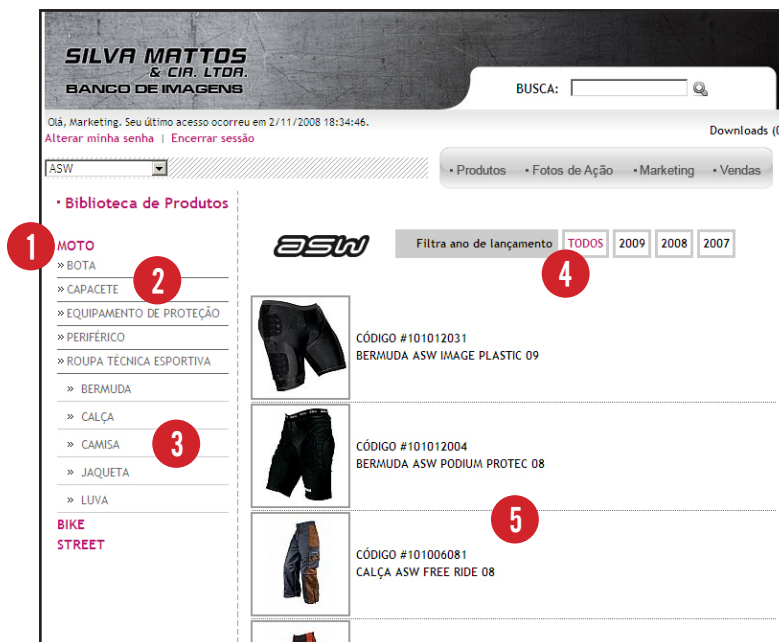 SILVA MATTOS
& CIA. LTDA.
BANCO DE IMAGENS
BUSCA:
Olá, Marketing. Seu último acesso ocorreu em 2/11/2008 18:34:46.
Alterar minha senha | Encerrar sessão
Downloads (0
ASW
• Produtos • Fotos de Ação • Marketing • Vendas
• Biblioteca de Produtos
1
MOTO
» BOTA
2
» CAPACETE
» EQUIPAMENTO DE PROTEÇÃO
» PERIFÉRICO
» ROUPA TÉCNICA ESPORTIVA
» BERMUDA
» CALÇA
» CAMISA
3
» JAQUETA
» LUVA
BIKE
STREET
ASW
Filtra ano de lançamento TODOS 2009 2008 2007
4
CÓDIGO #101012031
BERMUDA ASW IMAGE PLASTIC 09
CÓDIGO #101012004
BERMUDA ASW PODIUM PROTEC 08
5
CÓDIGO #101006081
CALÇA ASW FREE RIDE 08